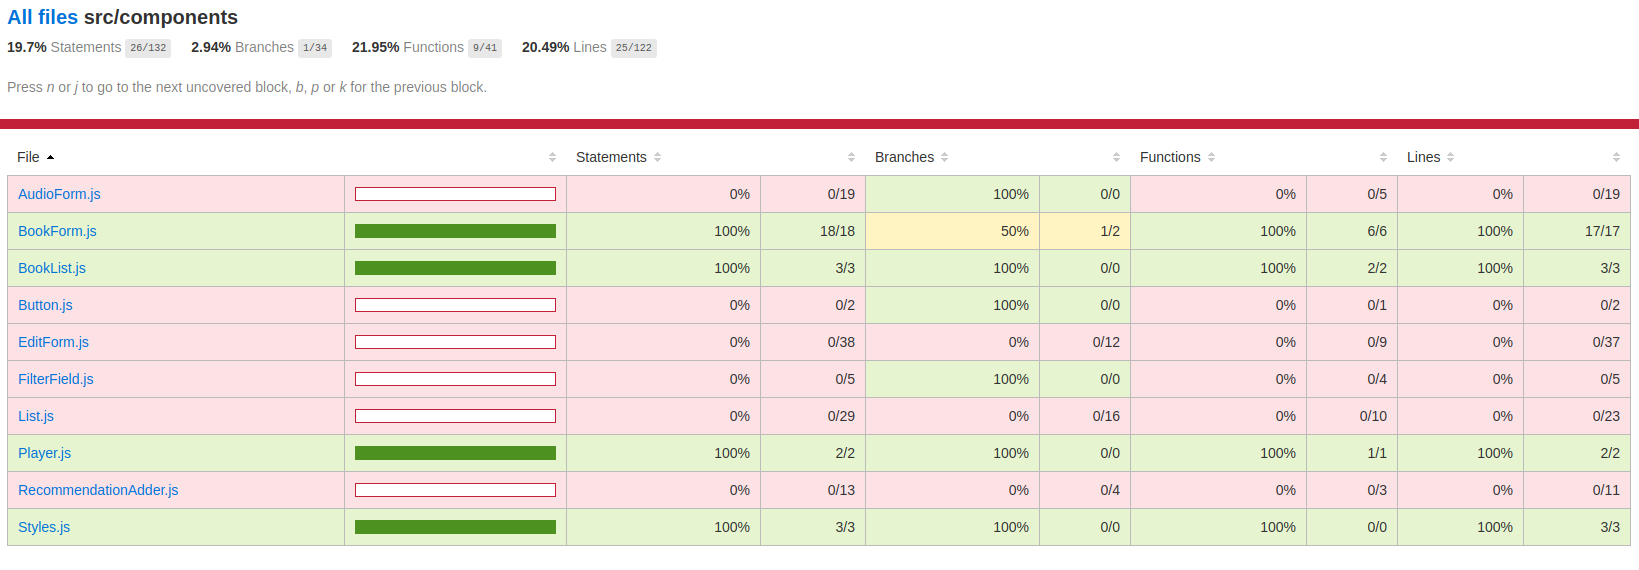 All files src/components
19.7% Statements 26/132 2.94% Branches 1/34 21.95% Functions 9/41 20.49% Lines 25/122
Press n or j to go to the next uncovered block, b, p or k for the previous block.
File Statements Branches Functions Lines
AudioForm.js 0% 0/19 100% 0/0 0% 0/5 0% 0/19
BookForm.js 100% 18/18 50% 1/2 100% 6/6 100% 17/17
BookList.js 100% 3/3 100% 0/0 100% 2/2 100% 3/3
Button.js 0% 0/2 100% 0/0 0% 0/1 0% 0/2
EditForm.js 0% 0/38 0% 0/12 0% 0/9 0% 0/37
FilterField.js 0% 0/5 100% 0/0 0% 0/4 0% 0/5
List.js 0% 0/29 0% 0/16 0% 0/10 0% 0/23
Player.js 100% 2/2 100% 0/0 100% 1/1 100% 2/2
RecommendationAdder.js 0% 0/13 0% 0/4 0% 0/3 0% 0/11
Styles.js 100% 3/3 100% 0/0 100% 0/0 100% 3/3